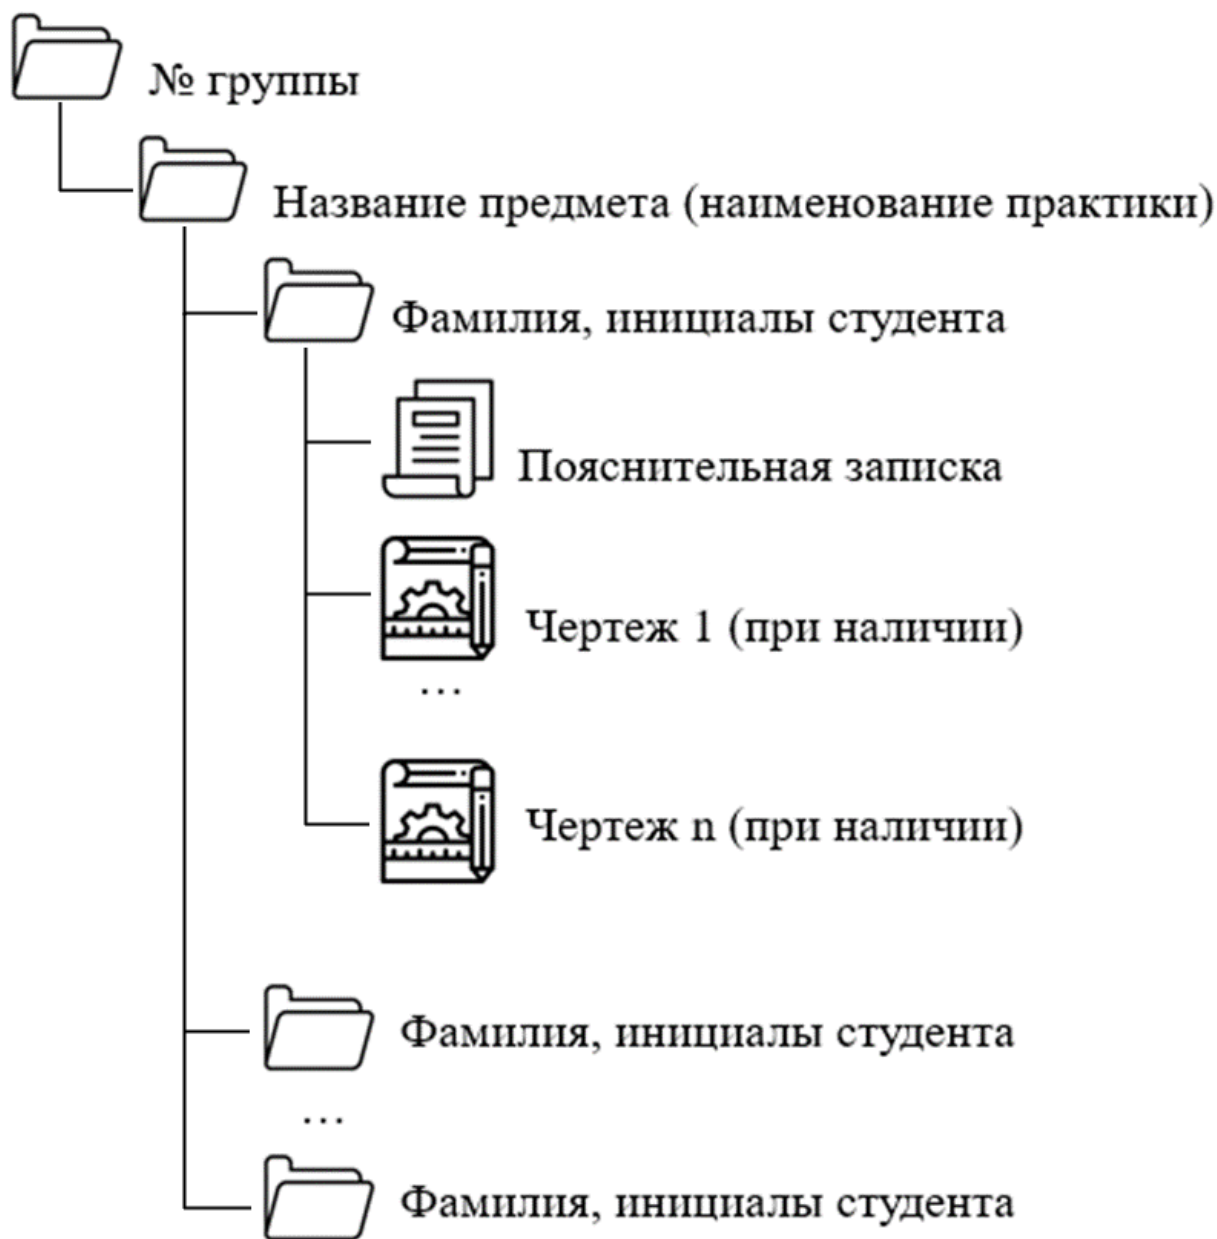 № группы
Название предмета (наименование практики)
Фамилия, инициалы студента
Пояснительная записка
Чертеж 1 (при наличии)
...
Чертеж n (при наличии)
Фамилия, инициалы студента
...
Фамилия, инициалы студента